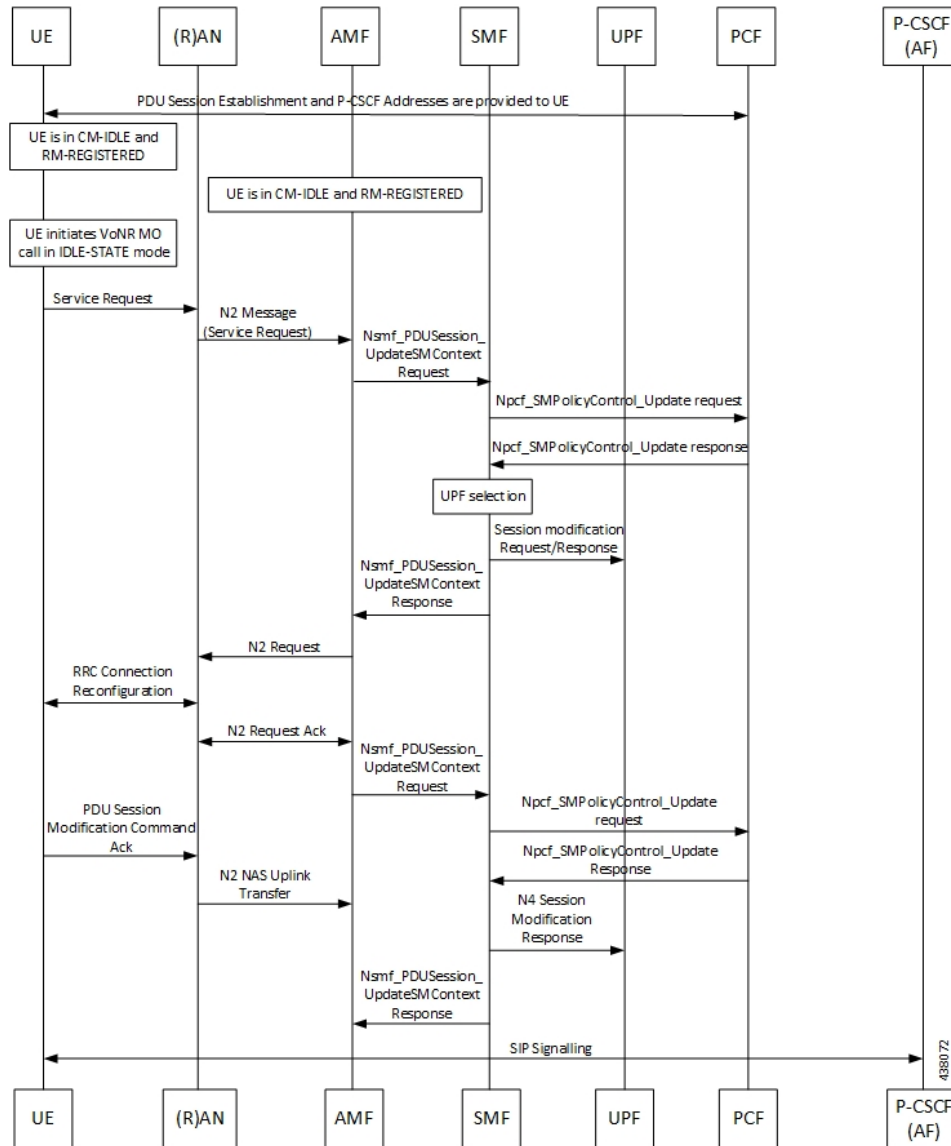 UE
(R)AN
AMF
SMF
UPF
PCF
P-CSCF
(AF)
PDU Session Establishment and P-CSCF Addresses are provided to UE
UE is in CM-IDLE and
RM-REGISTERED
UE is in CM-IDLE and RM-REGISTERED
UE initiates VoNR MO
call in IDLE-STATE mode
Service Request
N2 Message
(Service Request)
Nsmf_PDUSession_
UpdateSMContext
Request
Npcf_SMPolicyControl_Update request
Npcf_SMPolicyControl_Update response
UPF selection
Session modification
Request/Response
Nsmf_PDUSession_
UpdateSMContext
Response
N2 Request
RRC Connection
Reconfiguration
N2 Request Ack
Nsmf_PDUSession_
UpdateSMContext
Request
PDU Session
Modification Command
Ack
Npcf_SMPolicyControl_Update
request
Npcf_SMPolicyControl_Update
Response
N2 NAS Uplink
Transfer
N4 Session
Modification
Response
Nsmf_PDUSession_
UpdateSMContext
Response
SIP Signalling
438072
UE
(R)AN
AMF
SMF
UPF
PCF
P-CSCF
(AF)